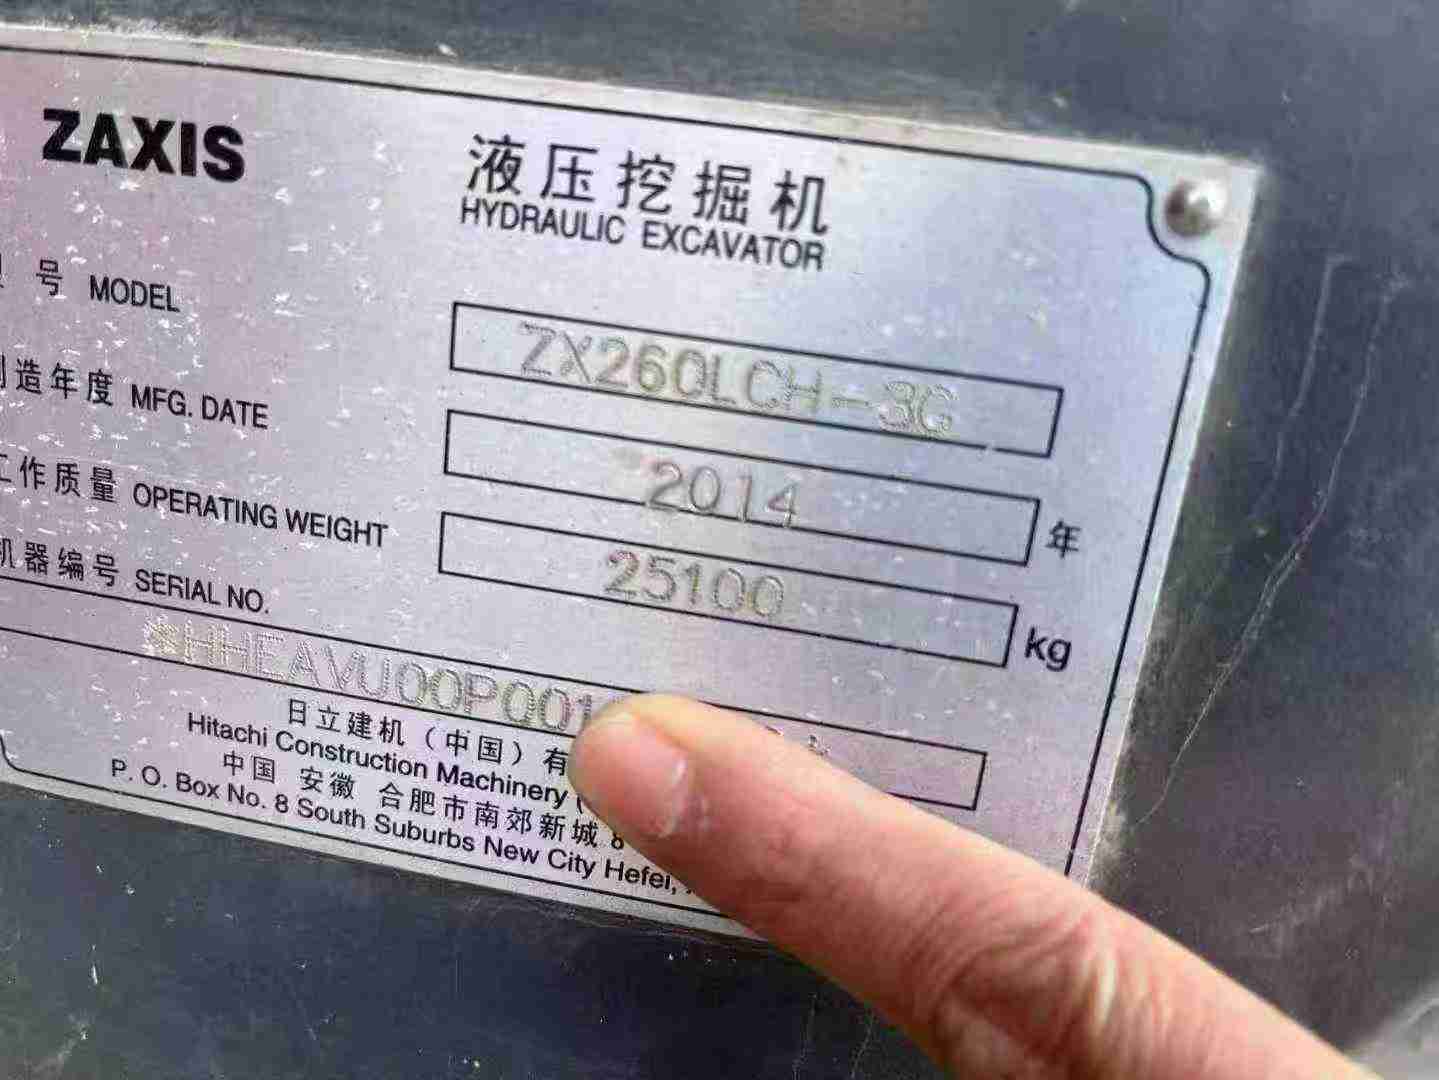 ZAXIS
液压挖掘机
HYDRAULIC EXCAVATOR
号 MODEL
ZX260LCH-3G
造年度 MFG. DATE
2014 年
工作质量 OPERATING WEIGHT
25100 kg
机器编号 SERIAL NO.
*HHEAVU00P001
日立建机（中国）有
Hitachi Construction Machinery (
中国 安徽 合肥市南郊新城 8
P. O. Box No. 8 South Suburbs New City Hefei,